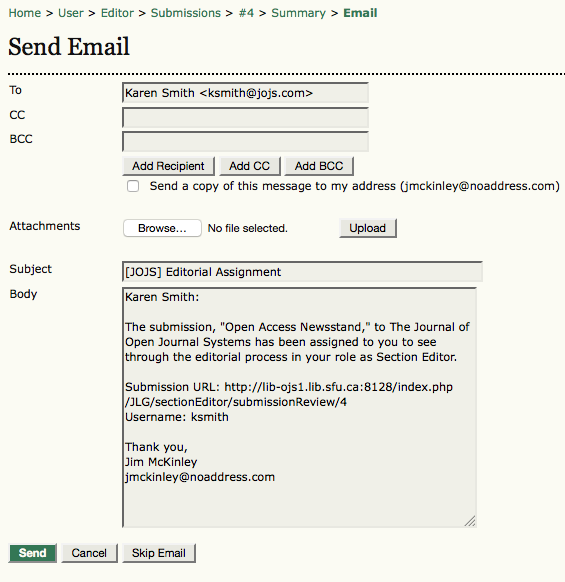 Home > User > Editor > Submissions > #4 > Summary > Email
Send Email
To
Karen Smith <ksmith@jojs.com>
CC
BCC
Add Recipient Add CC Add BCC
Send a copy of this message to my address (jmckinley@noaddress.com)
Attachments
Browse... No file selected. Upload
Subject
[JOJS] Editorial Assignment
Body
Karen Smith:
The submission, "Open Access Newsstand," to The Journal of
Open Journal Systems has been assigned to you to see
through the editorial process in your role as Section Editor.
Submission URL: http://lib-ojs1.lib.sfu.ca:8128/index.php
/JLG/sectionEditor/submissionReview/4
Username: ksmith
Thank you,
Jim McKinley
jmckinley@noaddress.com
Send Cancel Skip Email